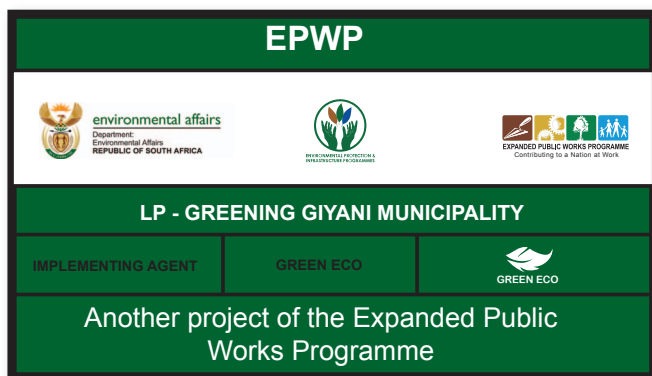 EPWP
environmental affairs
Department:
Environmental Affairs
REPUBLIC OF SOUTH AFRICA
ENVIRONMENTAL PROTECTION &
INFRASTRUCTURE PROGRAMMES
EXPANDED PUBLIC WORKS PROGRAMME
Contributing to a Nation at Work
LP - GREENING GIYANI MUNICIPALITY
IMPLEMENTING AGENT
GREEN ECO
GREEN ECO
Another project of the Expanded Public
Works Programme